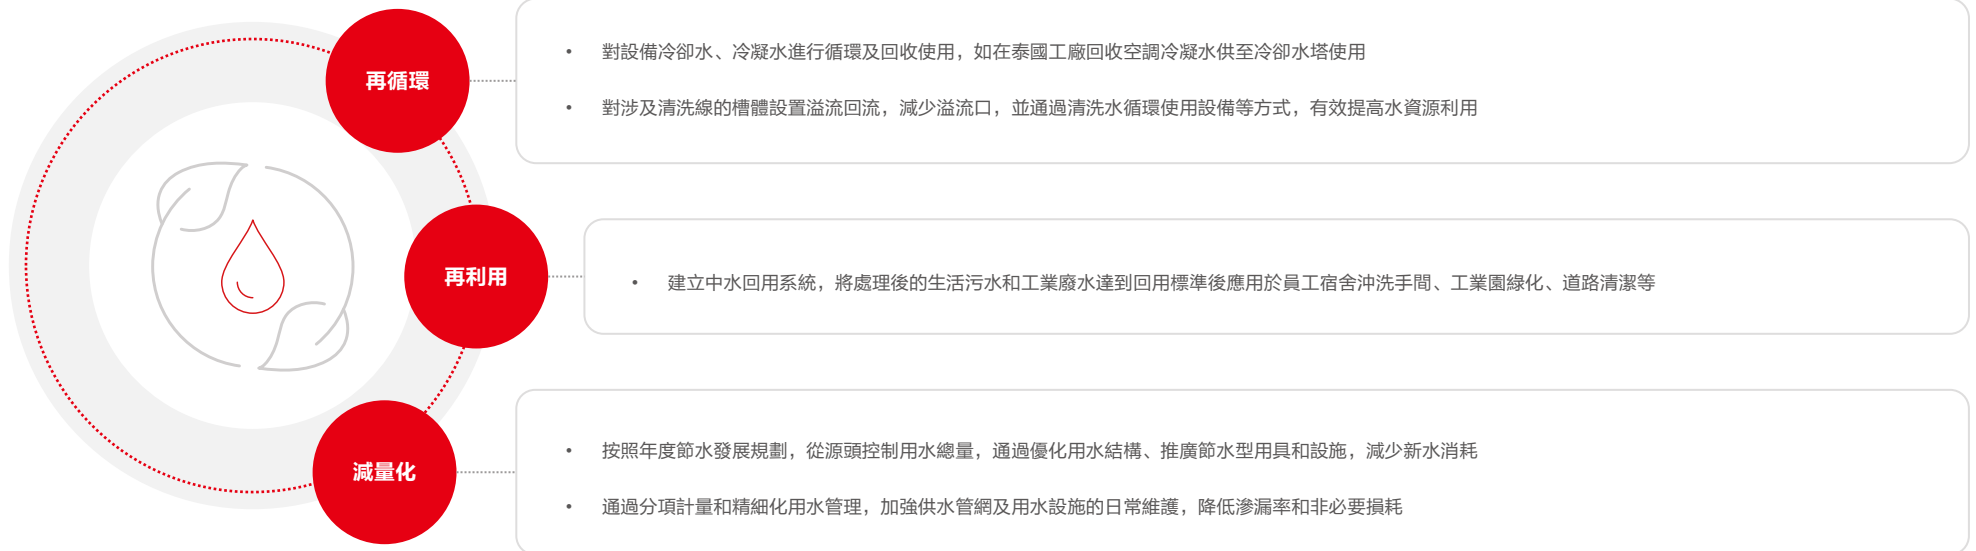 再循環
• 對設備冷卻水、冷凝水進行循環及回收使用，如在泰國工廠回收空調冷凝水供至冷卻水塔使用
• 對涉及清洗線的槽體設置溢流回流，減少溢流口，並通過清洗水循環使用設備等方式，有效提高水資源利用
再利用
• 建立中水回用系統，將處理後的生活污水和工業廢水達到回用標準後應用於員工宿舍沖洗手間、工業園綠化、道路清潔等
減量化
• 按照年度節水發展規劃，從源頭控制用水總量，通過優化用水結構、推廣節水型用具和設施，減少新水消耗
• 通過分項計量和精細化用水管理，加強供水管網及用水設施的日常維護，降低滲漏率和非必要損耗